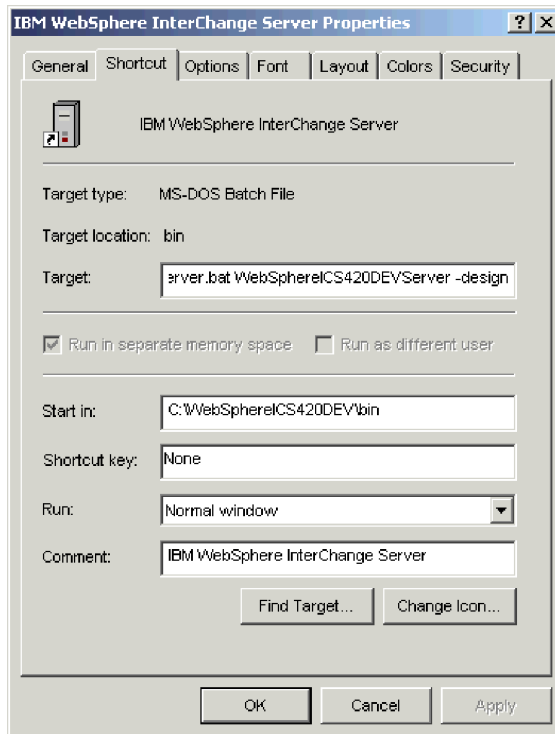 IBM WebSphere InterChange Server Properties
General Shortcut Options Font Layout Colors Security
IBM WebSphere InterChange Server
Target type: MS-DOS Batch File
Target location: bin
Target: erver.bat WebSphereICS420DEVServer -design
Run in separate memory space Run as different user
Start in: C:\WebSphereICS420DEV\bin
Shortcut key: None
Run: Normal window
Comment: IBM WebSphere InterChange Server
Find Target... Change Icon...
OK Cancel Apply